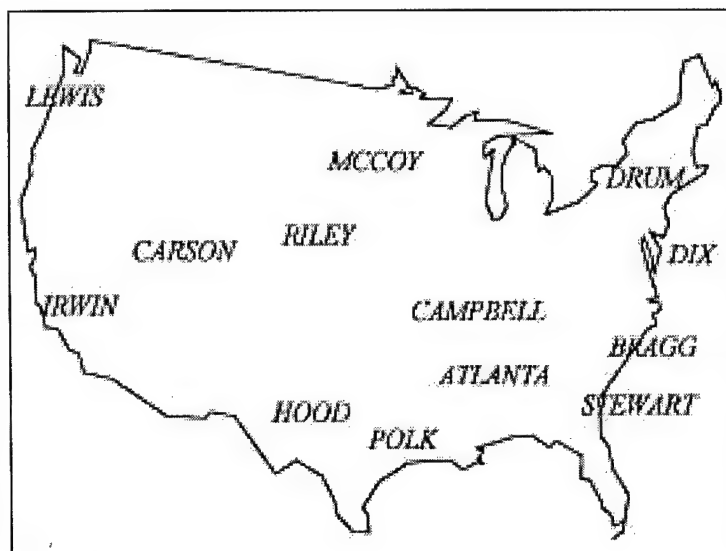 LEWIS
MCCOY
DRUM
RILEY
CARSON
DIX
IRWIN
CAMPBELL
BRAGG
ATLANTA
STEWART
HOOD
POLK